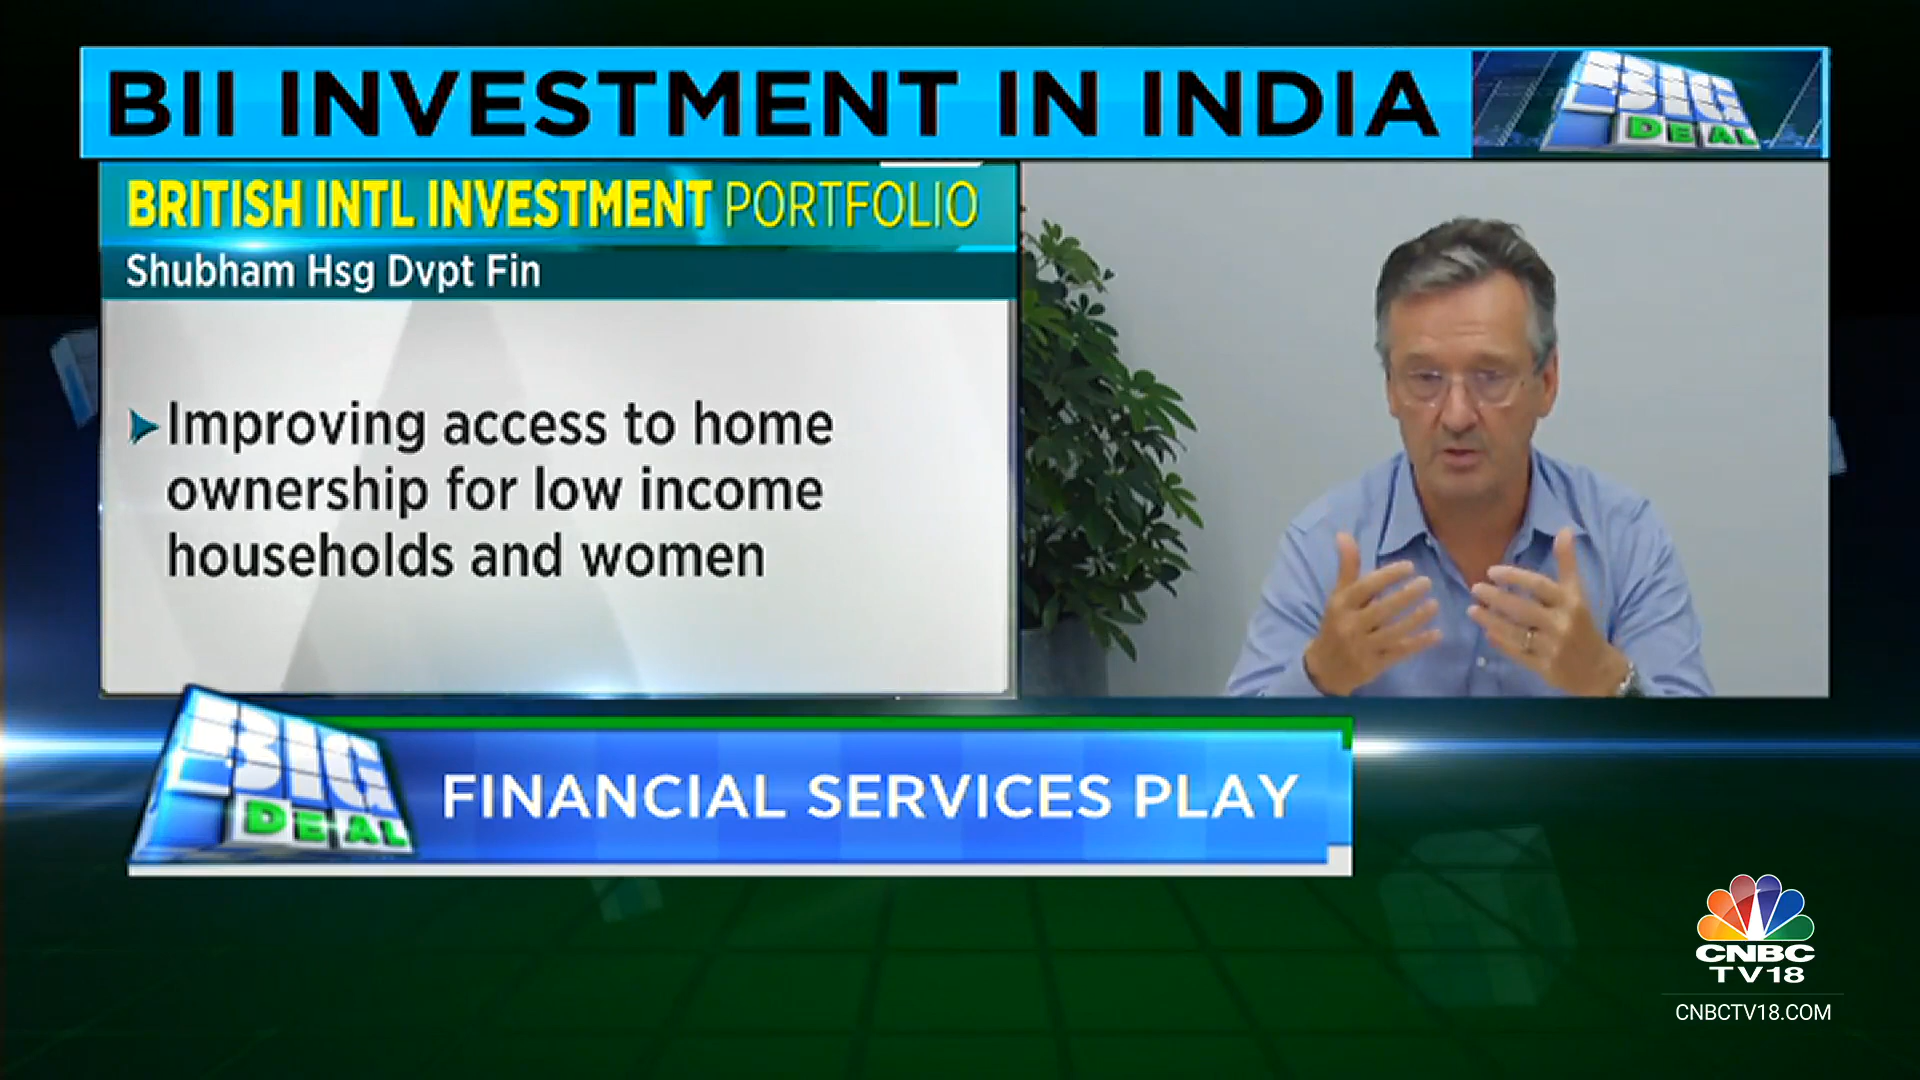 BII INVESTMENT IN INDIA
BIG
DEAL
BRITISH INTL INVESTMENT PORTFOLIO
Shubham Hsg Dvpt Fin
Improving access to home
ownership for low income
households and women
BIG
DEAL
FINANCIAL SERVICES PLAY
CNBC
TV18
CNBCTV18.COM